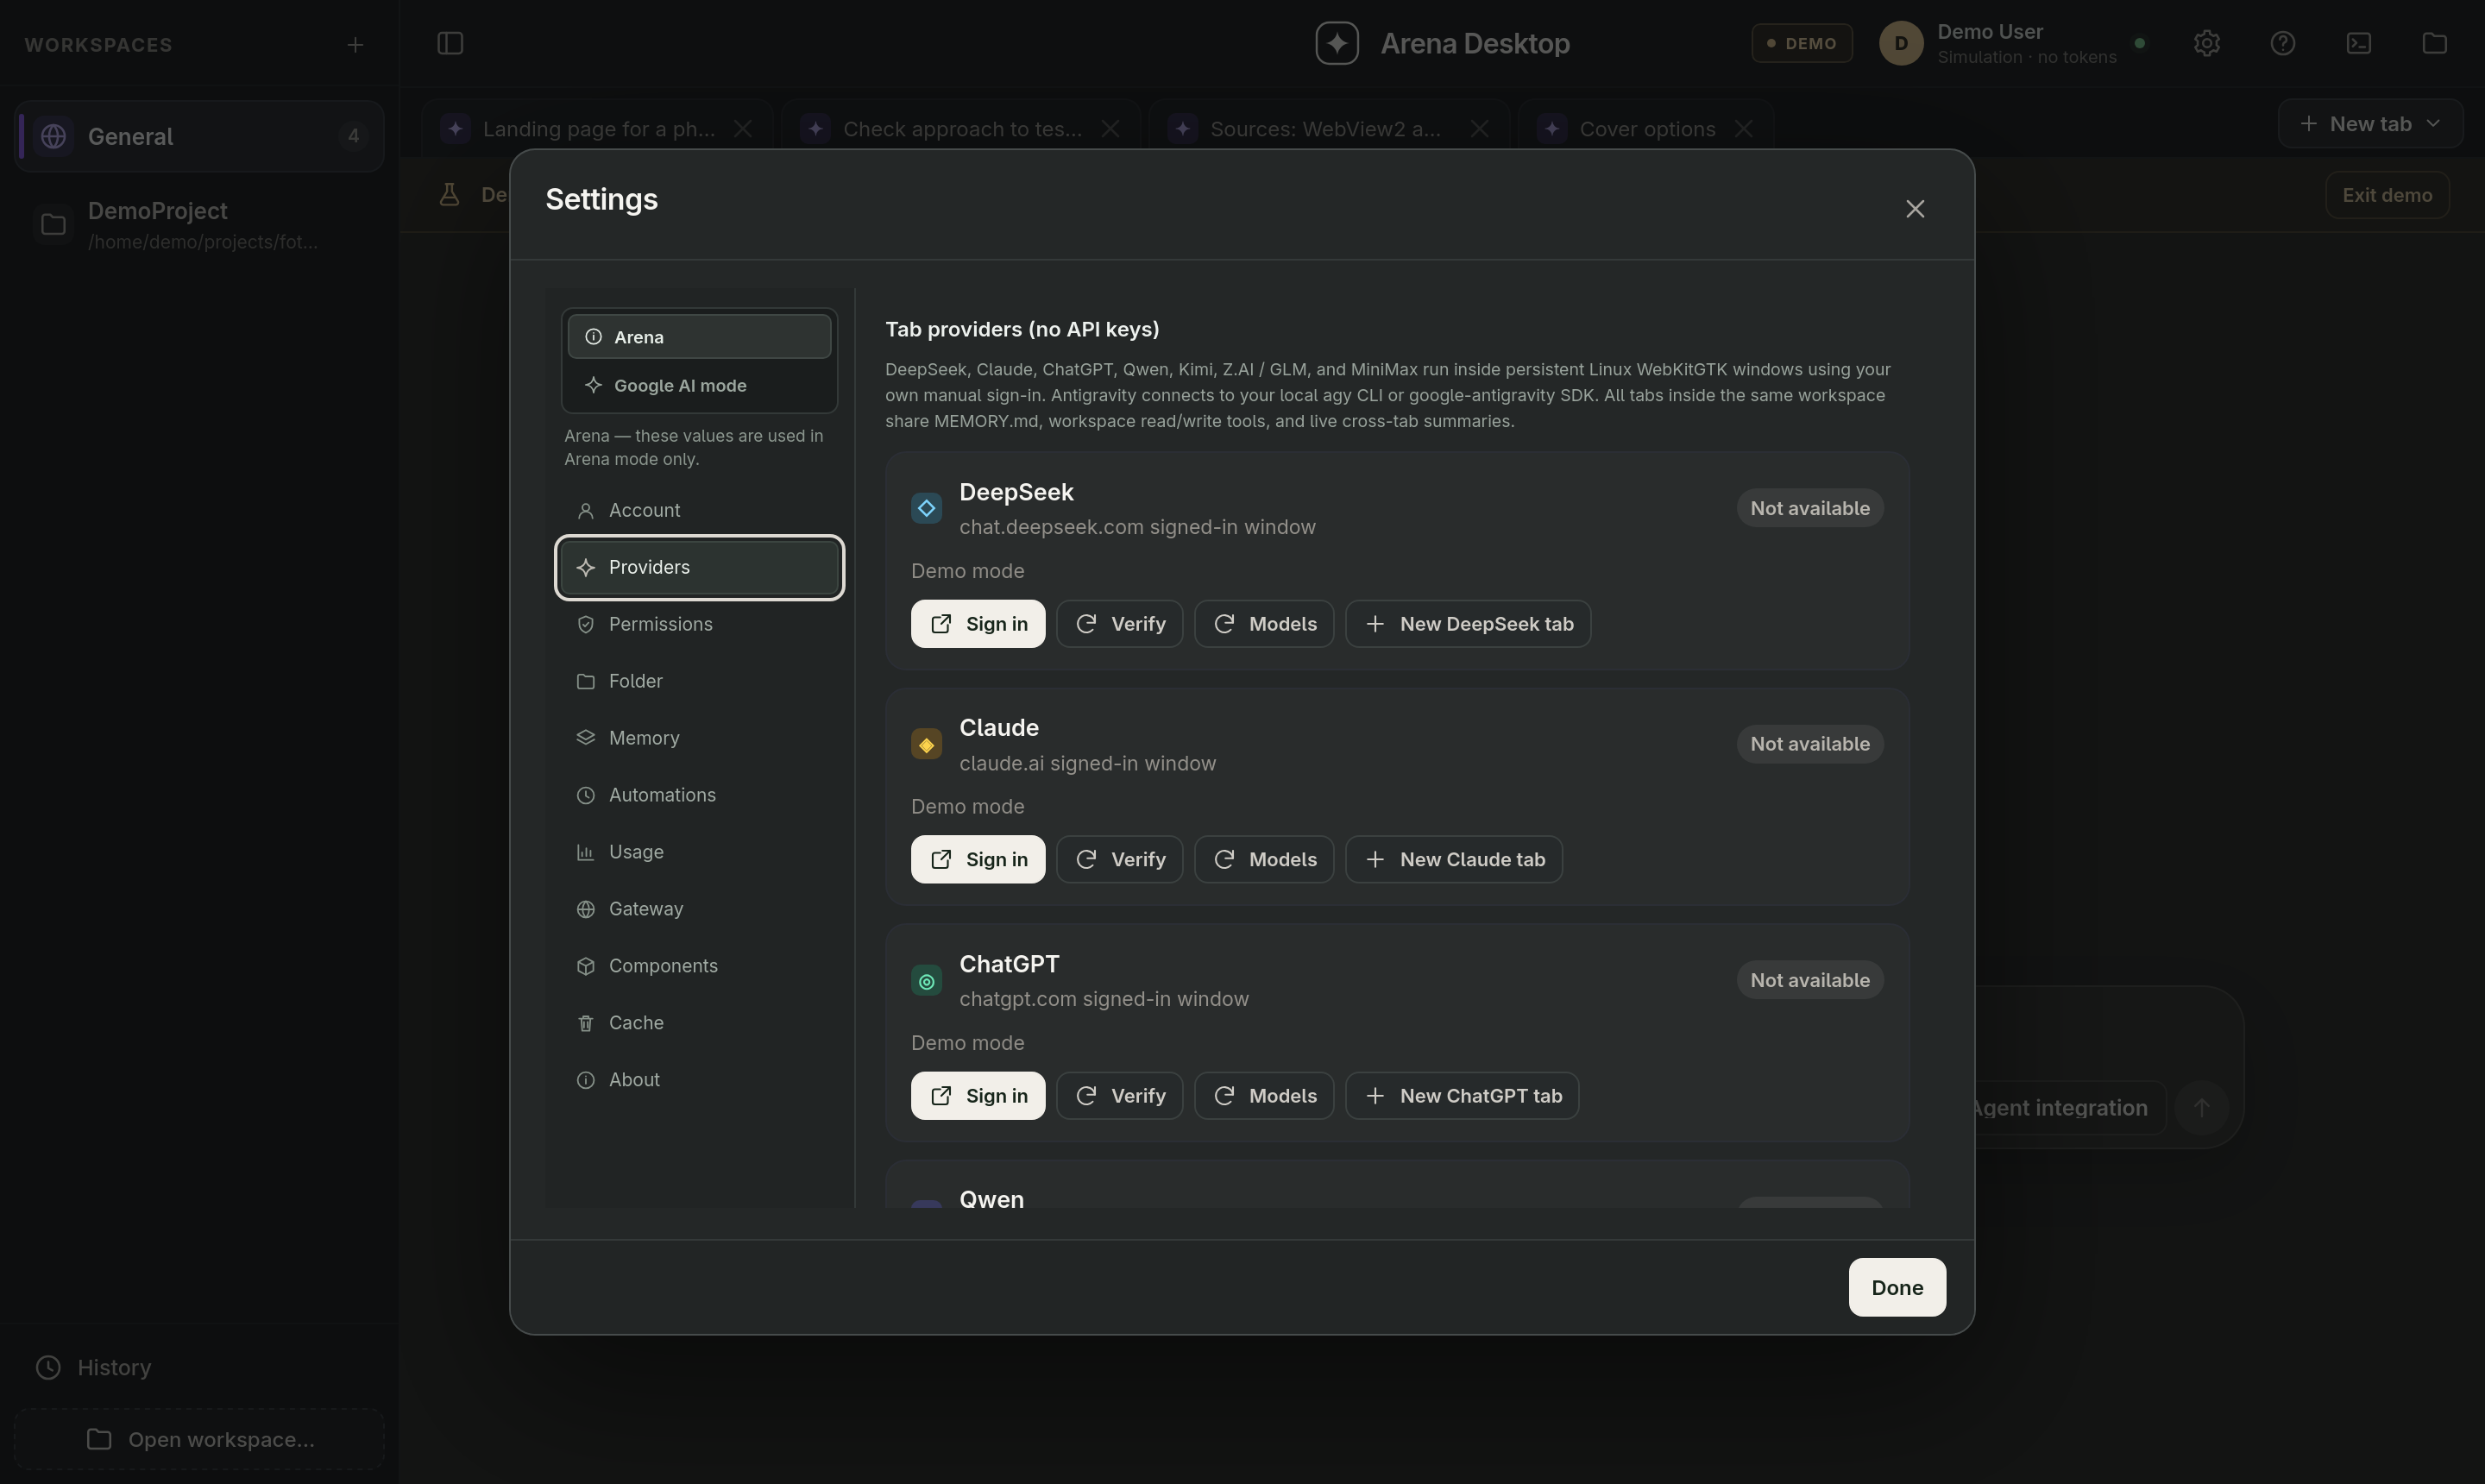 WORKSPACES
General
4
DemoProject
/home/demo/projects/fot...
History
Open workspace...
Arena Desktop
DEMO
D
Demo User
Simulation · no tokens
Landing page for a ph...
Check approach to tes...
Sources: WebView2 a...
Cover options
New tab
De
Exit demo
Settings
Arena
Google AI mode
Arena — these values are used in
Arena mode only.
Account
Providers
Permissions
Folder
Memory
Automations
Usage
Gateway
Components
Cache
About
Tab providers (no API keys)
DeepSeek, Claude, ChatGPT, Qwen, Kimi, Z.AI / GLM, and MiniMax run inside persistent Linux WebKitGTK windows using your
own manual sign-in. Antigravity connects to your local agy CLI or google-antigravity SDK. All tabs inside the same workspace
share MEMORY.md, workspace read/write tools, and live cross-tab summaries.
DeepSeek
chat.deepseek.com signed-in window
Not available
Demo mode
Sign in
Verify
Models
New DeepSeek tab
Claude
claude.ai signed-in window
Not available
Demo mode
Sign in
Verify
Models
New Claude tab
ChatGPT
chatgpt.com signed-in window
Not available
Demo mode
Sign in
Verify
Models
New ChatGPT tab
Qwen
Agent integration
Done